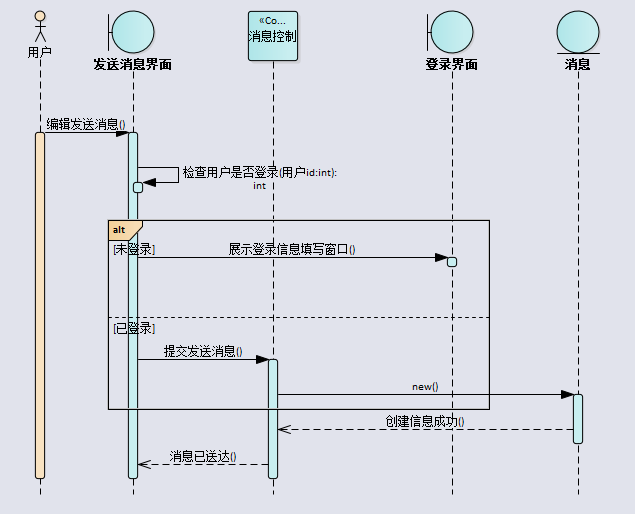 «Co...
消息控制
用户
发送消息界面
登录界面
消息
编辑发送消息()
检查用户是否登录(用户id:int):
int
alt
[未登录]
展示登录信息填写窗口()
[已登录]
提交发送消息()
new()
创建信息成功()
消息已送达()